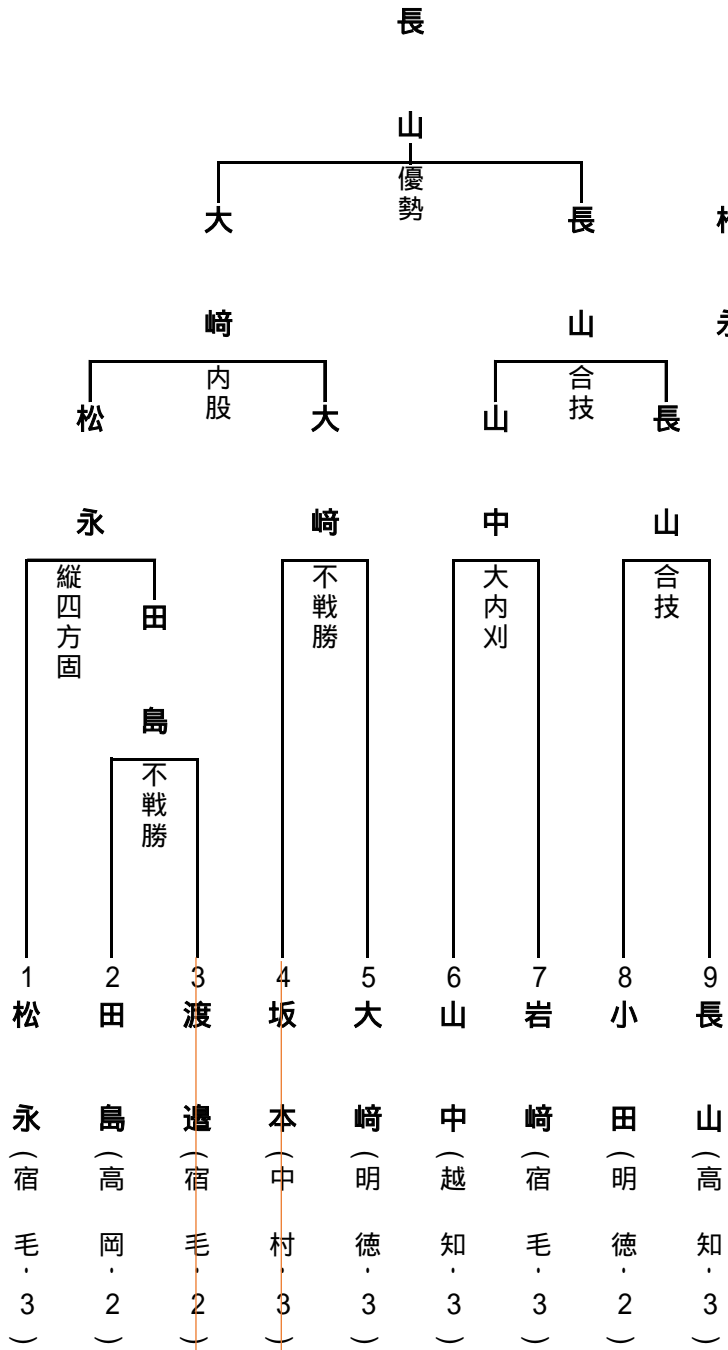 長山
優勢
大﨑
長山
内股
合技
松永
大﨑
山中
長山
縦四方固
不戦勝
大内刈
合技
田島
不戦勝
1 松永(宿毛・3)
2 田島(高岡・2)
3 渡邉(宿毛・2)
4 坂本(中村・3)
5 大﨑(明徳・3)
6 山中(越知・3)
7 岩﨑(宿毛・3)
8 小田(明徳・2)
9 長山(高知・3)